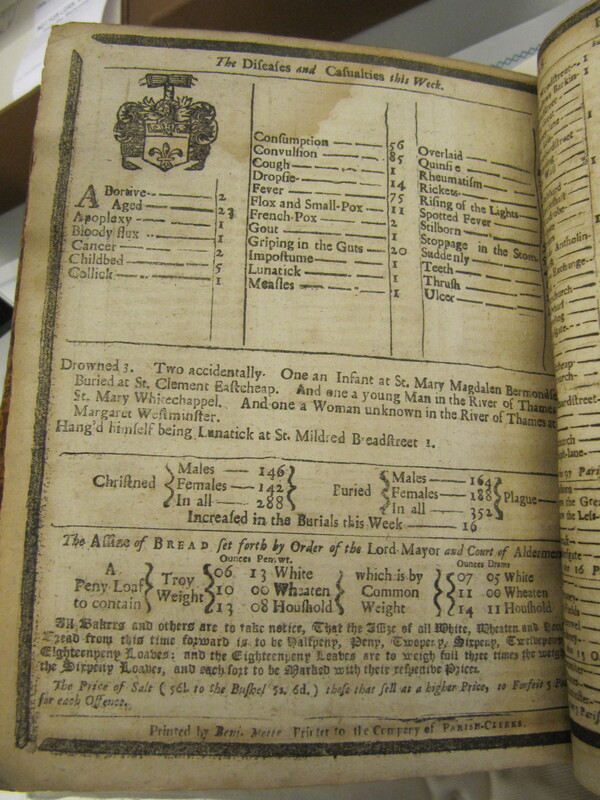 The Diſeaſes and Caſualties this Week.
ABortive 2
Aged 23
Apoplexy 1
Bloody flux 1
Cancer 2
Childbed 5
Collick 1
Conſumption 56
Convulſion 85
Cough 1
Dropſie 14
Fever 75
Flox and Small-Pox 11
French-Pox 2
Gout 1
Griping in the Guts 20
Impoſtume 1
Lunatick 1
Meaſles 1
Overlaid
Quinſie
Rheumatiſm
Rickets
Riſing of the Lights
Spotted Fever
Stilborn
Stoppage in the Stom
Suddenly
Teeth
Thruſh
Ulcer
Drowned 3. Two accidentally. One an Infant at St. Mary Magdalen Bermondſe
Buried at St. Clement Eaſtcheap. And one a young Man in the River of Thames
St. Mary Whitechappel. And one a Woman unknown in the River of Thames at
Margaret Weſtminſter.
Hang'd himſelf being Lunatick at St. Mildred Breadſtreet 1.
Chriſtned { Males — 146 Females — 142 In all — 288 }
Buried { Males — 164 Females — 188 In all — 352 } Plague
Increaſed in the Burials this Week — 16
The Aſſize of BREAD ſet forth by Order of the Lord Mayor and Court of Aldermen
A Peny Loaf to contain
Troy Weight
Ounces Peny wt.
06 13 White
10 00 Wheaten
13 08 Houſhold
which is by Common Weight
Ounces Drams
07 05 White
11 00 Wheaten
14 11 Houſhold
All Bakers and others are to take notice, That the Aſſize of all White, Wheaten and Houſ
Bread from this time forward is to be Halfpeny, Peny, Twopeny, Sixpeny, Twelvepeny
Eighteenpeny Loaves: and the Eighteenpeny Loaves are to weigh full three times the weigh
the Sixpeny Loaves, and each ſort to be Marked with their reſpective Prices.
The Price of Salt (56l. to the Buſhel 5s. 6d.) thoſe that ſell at a higher Price, to Forfeit 5
for each Offence.
Printed by Benj. Motte Printer to the Company of PARISH-CLERKS.